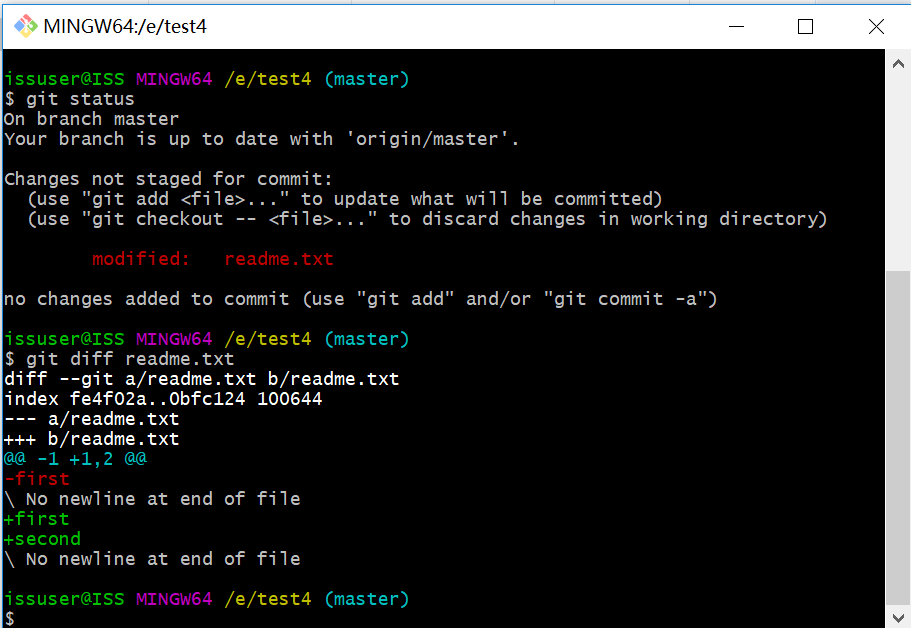 MINGW64:/e/test4
issuser@ISS MINGW64 /e/test4 (master)
$ git status
On branch master
Your branch is up to date with 'origin/master'.
Changes not staged for commit:
  (use "git add <file>..." to update what will be committed)
  (use "git checkout -- <file>..." to discard changes in working directory)
        modified:   readme.txt
no changes added to commit (use "git add" and/or "git commit -a")
issuser@ISS MINGW64 /e/test4 (master)
$ git diff readme.txt
diff --git a/readme.txt b/readme.txt
index fe4f02a..0bfc124 100644
--- a/readme.txt
+++ b/readme.txt
@@ -1 +1,2 @@
-first
\ No newline at end of file
+first
+second
\ No newline at end of file
issuser@ISS MINGW64 /e/test4 (master)
$